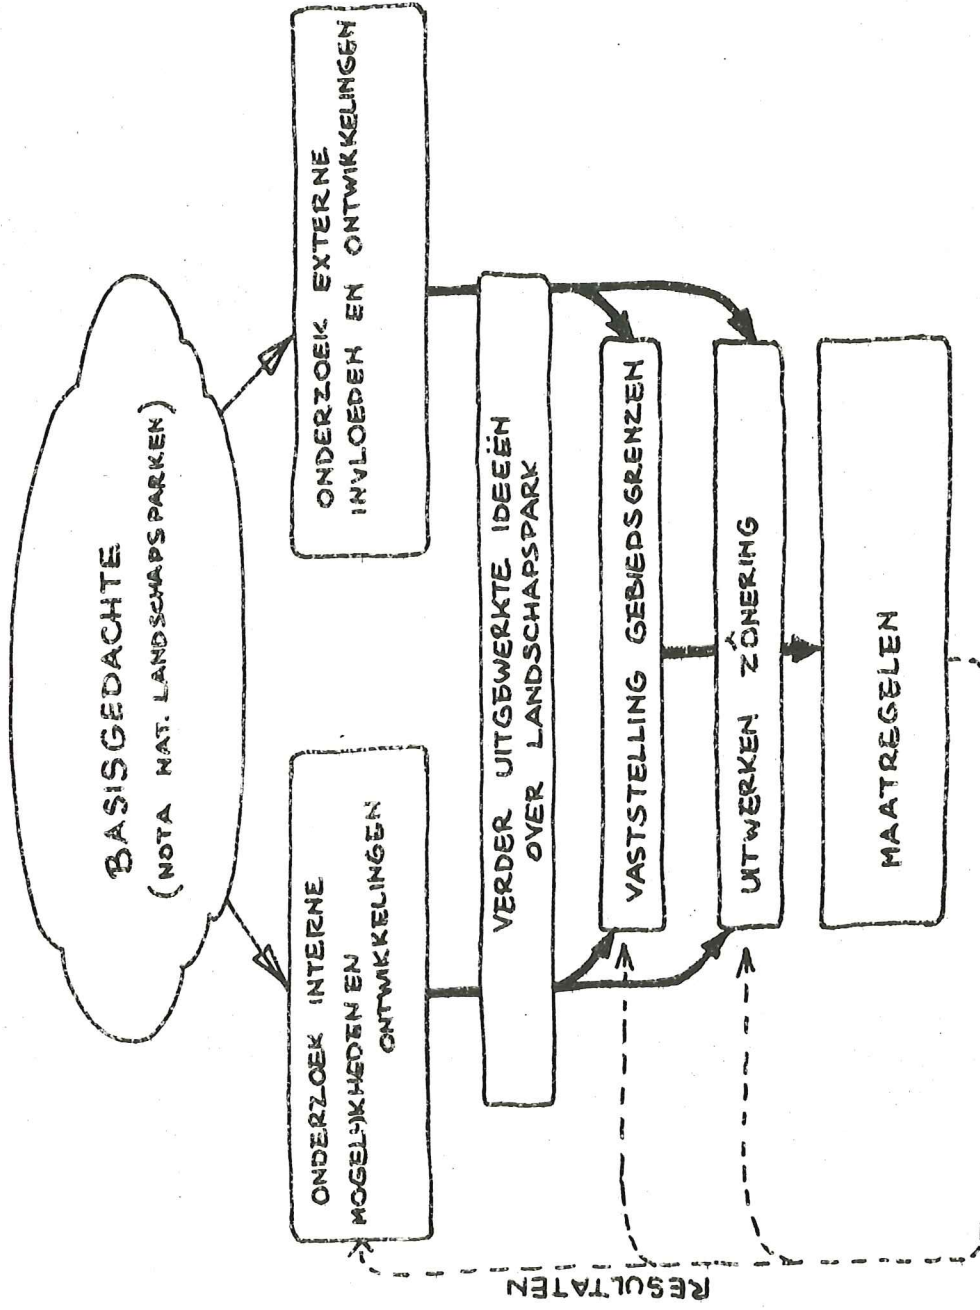 BASISGEDACHTE
(NOTA NAT. LANDSCHAPSPARKEN)
ONDERZOEK INTERNE
MOGELIJKHEDEN EN
ONTWIKKELINGEN
ONDERZOEK EXTERNE
INVLOEDEN EN ONTWIKKELINGEN
VERDER UITGEWERKTE IDEEËN
OVER LANDSCHAPSPARK
VASTSTELLING GEBIEDSGRENZEN
UITWERKEN ZÔNERING
MAATREGELEN
RESULTATEN